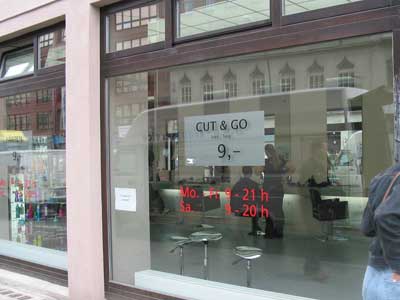 CUT & GO
9,-
Mo. - Fr. 9 - 21 h
Sa. 9 - 20 h